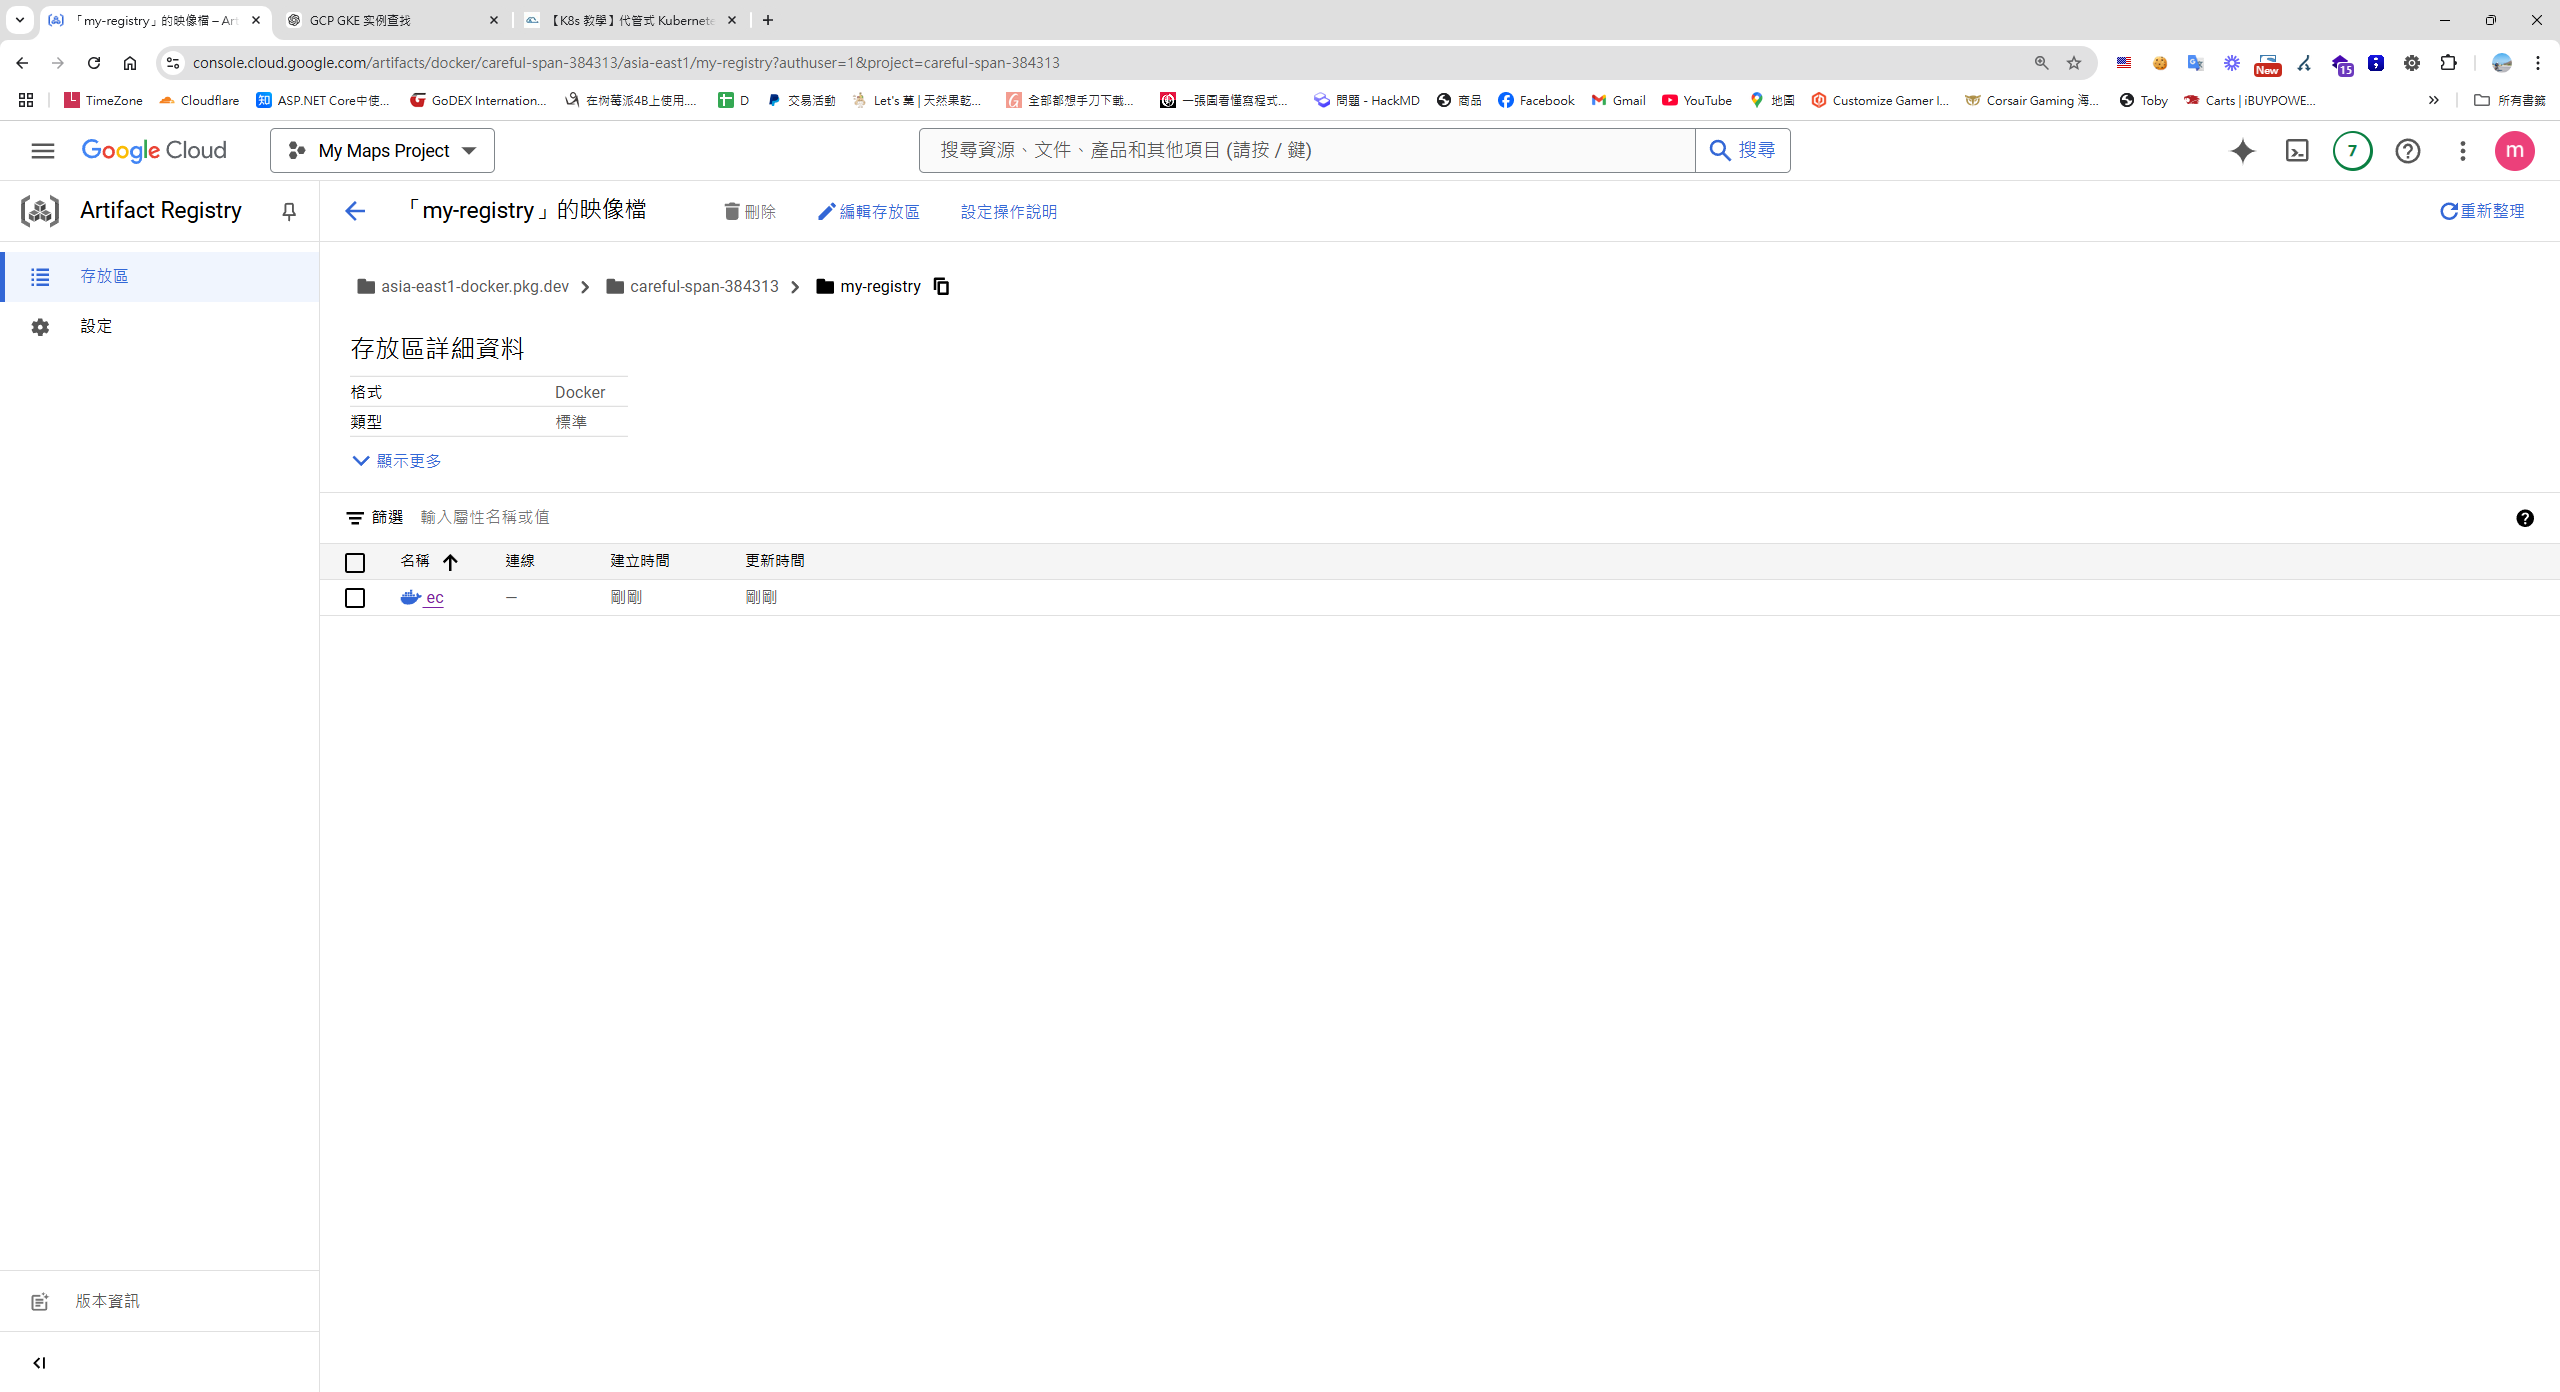 「my-registry」的映像檔 – Art
GCP GKE 实例查找
【K8s 教學】代管式 Kubernete
console.cloud.google.com/artifacts/docker/careful-span-384313/asia-east1/my-registry?authuser=1&project=careful-span-384313
New
15
TimeZone
Cloudflare
ASP.NET Core中使...
GoDEX Internation...
在树莓派4B上使用....
D
交易活動
Let's 菓 | 天然果乾...
全部都想手刀下載...
一張圖看懂寫程式...
問題 - HackMD
商品
Facebook
Gmail
YouTube
地圖
Customize Gamer I...
Corsair Gaming 海...
Toby
Carts | iBUYPOWE...
所有書籤
Google Cloud
My Maps Project
搜尋資源、文件、產品和其他項目 (請按 / 鍵)
搜尋
7
m
Artifact Registry
「my-registry」的映像檔
刪除
編輯存放區
設定操作說明
重新整理
存放區
設定
asia-east1-docker.pkg.dev
careful-span-384313
my-registry
存放區詳細資料
格式 Docker
類型 標準
顯示更多
篩選 輸入屬性名稱或值
名稱 連線 建立時間 更新時間
ec — 剛剛 剛剛
版本資訊